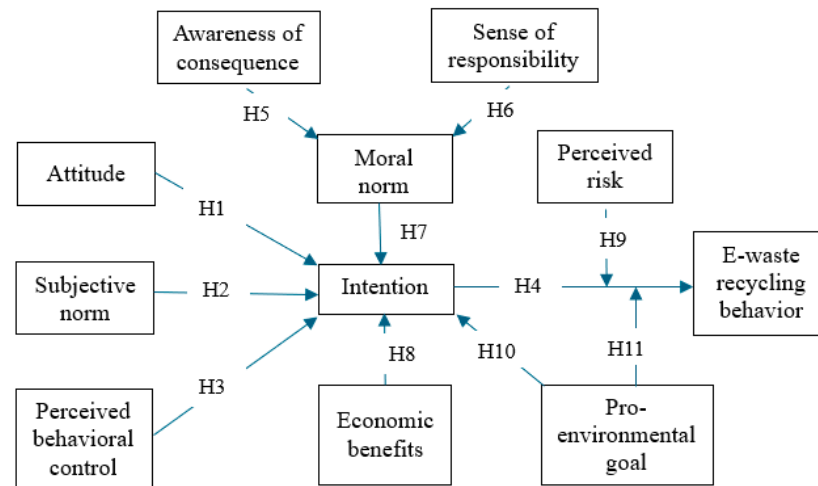 Awareness of
consequence
Sense of
responsibility
H5
H6
Moral
norm
Perceived
risk
Attitude
H1
H7
H9
E-waste
recycling
behavior
Subjective
norm
H2
Intention
H4
H3
H8
H10
H11
Perceived
behavioral
control
Economic
benefits
Pro-
environmental
goal